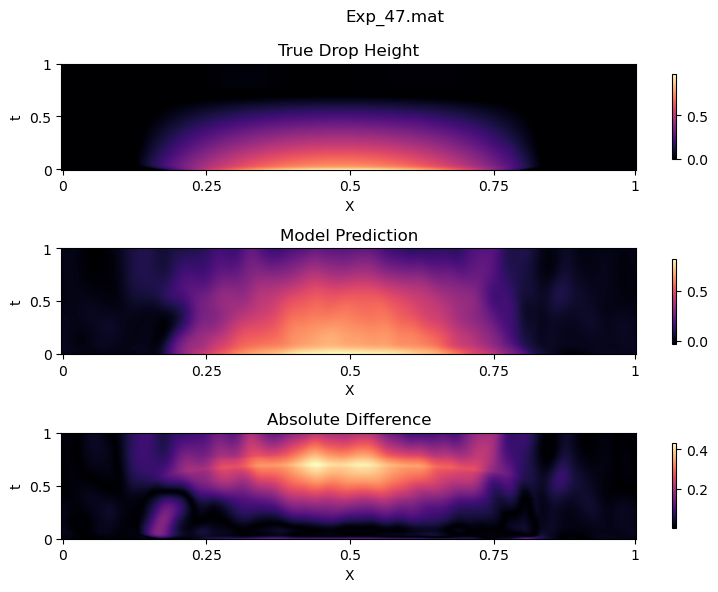 Exp_47.mat
True Drop Height
1
0.5
0
t
0 0.25 0.5 0.75 1
X
0.5
0.0
Model Prediction
1
0.5
0
t
0 0.25 0.5 0.75 1
X
0.5
0.0
Absolute Difference
1
0.5
0
t
0 0.25 0.5 0.75 1
X
0.4
0.2